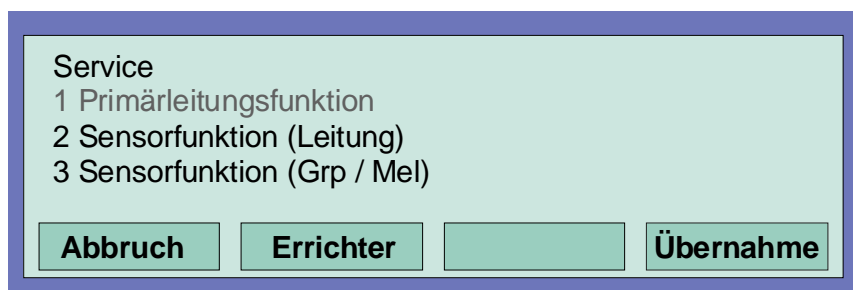 Service
1 Primärleitungsfunktion
2 Sensorfunktion (Leitung)
3 Sensorfunktion (Grp / Mel)
Abbruch Errichter Übernahme